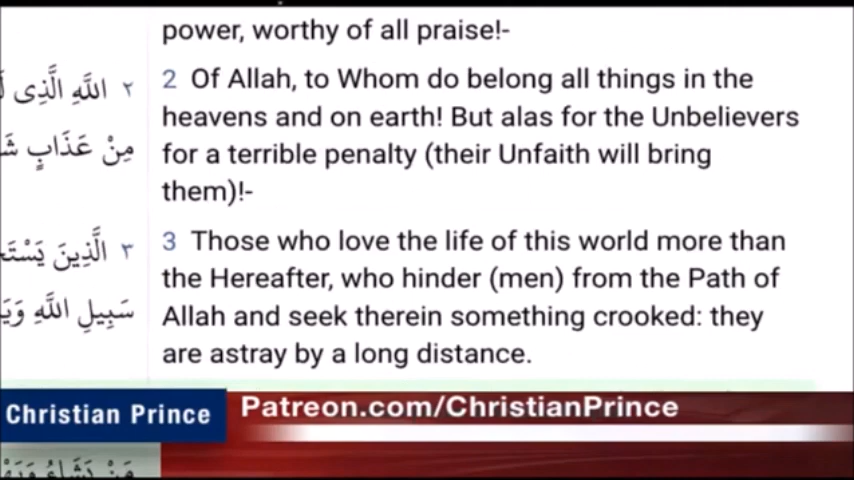 power, worthy of all praise!-
٢ اللَّهِ الَّذِى
2 Of Allah, to Whom do belong all things in the
heavens and on earth! But alas for the Unbelievers
مِنْ عَذَابٍ
for a terrible penalty (their Unfaith will bring
them)!-
٣ الَّذِينَ
3 Those who love the life of this world more than
the Hereafter, who hinder (men) from the Path of
سَبِيلِ اللَّهِ
Allah and seek therein something crooked: they
are astray by a long distance.
Christian Prince
Patreon.com/ChristianPrince